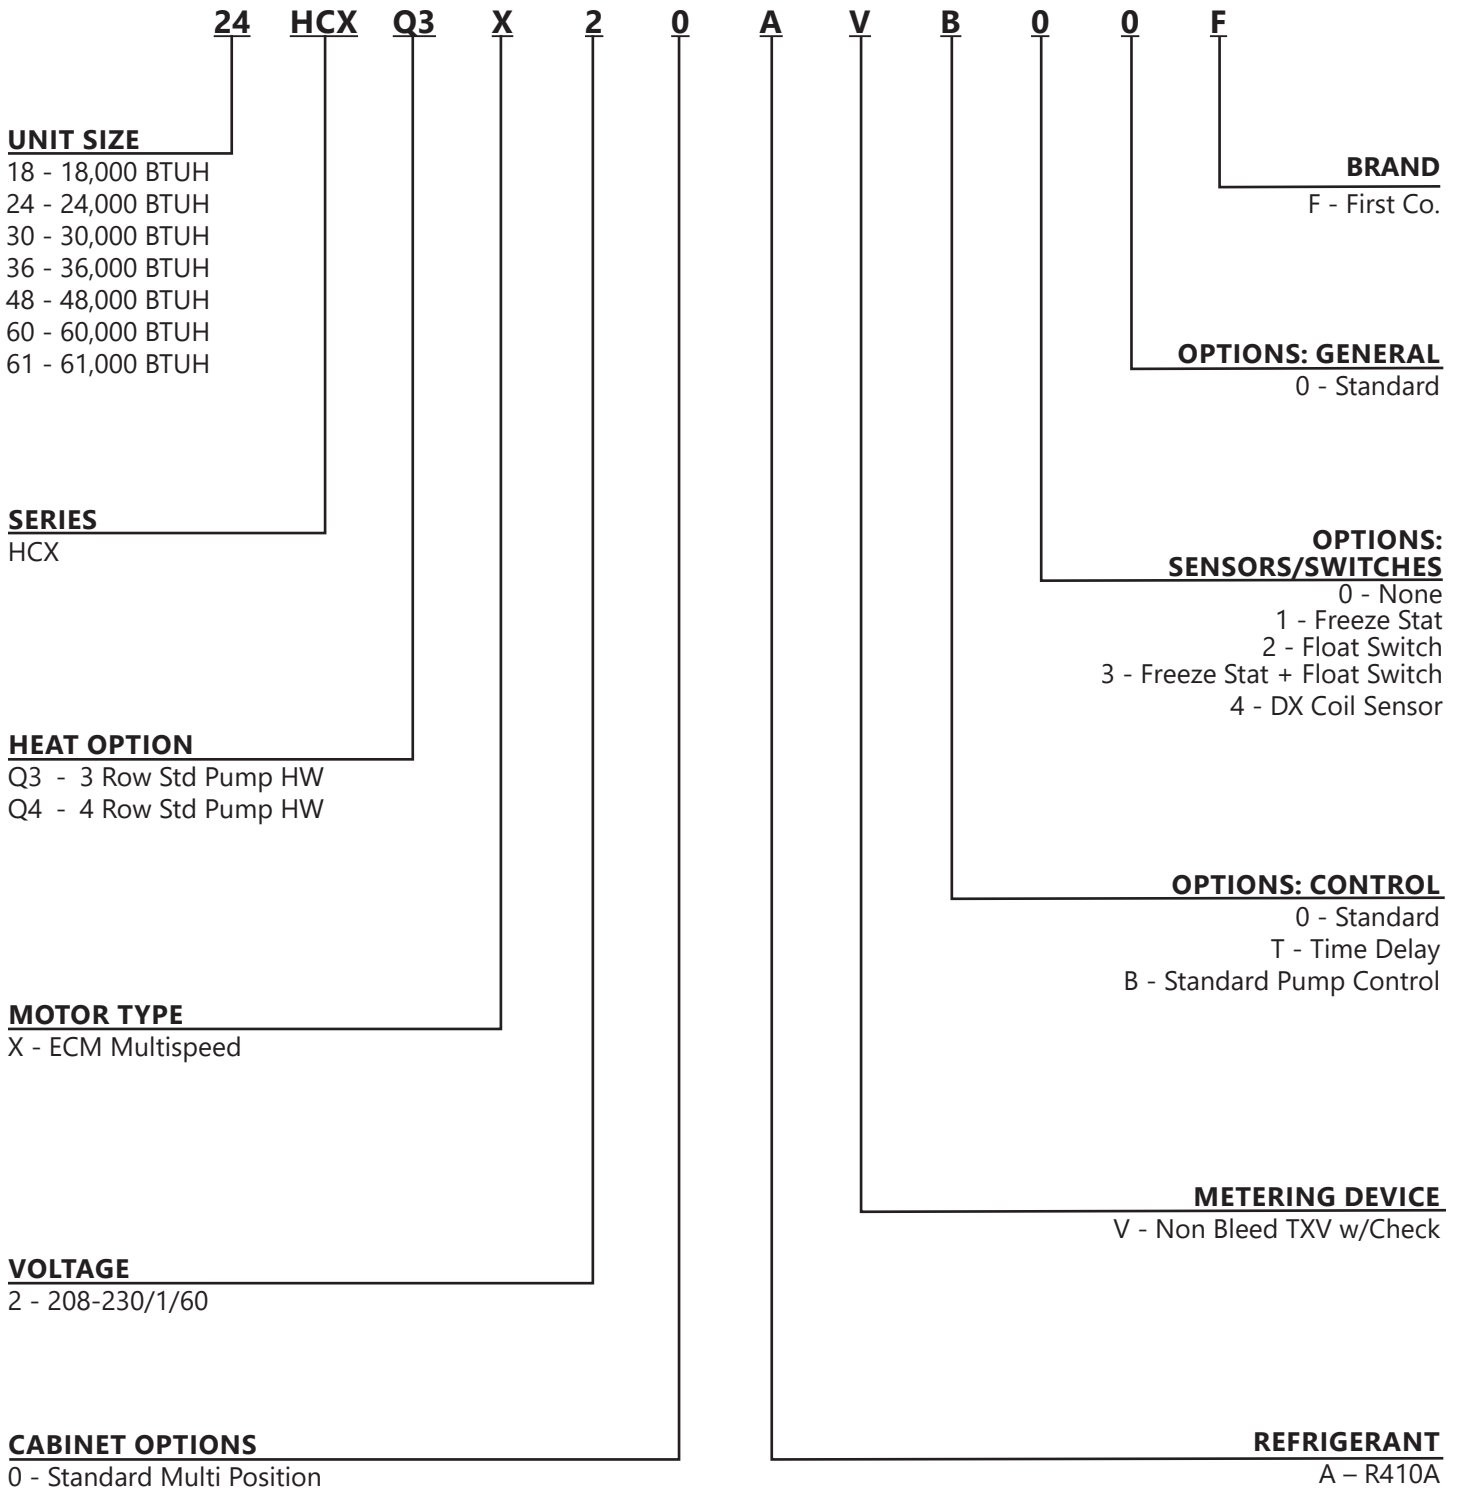 24 HCX Q3 X 2 0 A V B 0 0 F
UNIT SIZE
18 - 18,000 BTUH
24 - 24,000 BTUH
30 - 30,000 BTUH
36 - 36,000 BTUH
48 - 48,000 BTUH
60 - 60,000 BTUH
61 - 61,000 BTUH
SERIES
HCX
HEAT OPTION
Q3 - 3 Row Std Pump HW
Q4 - 4 Row Std Pump HW
MOTOR TYPE
X - ECM Multispeed
VOLTAGE
2 - 208-230/1/60
CABINET OPTIONS
0 - Standard Multi Position
BRAND
F - First Co.
OPTIONS: GENERAL
0 - Standard
OPTIONS:
SENSORS/SWITCHES
0 - None
1 - Freeze Stat
2 - Float Switch
3 - Freeze Stat + Float Switch
4 - DX Coil Sensor
OPTIONS: CONTROL
0 - Standard
T - Time Delay
B - Standard Pump Control
METERING DEVICE
V - Non Bleed TXV w/Check
REFRIGERANT
A – R410A